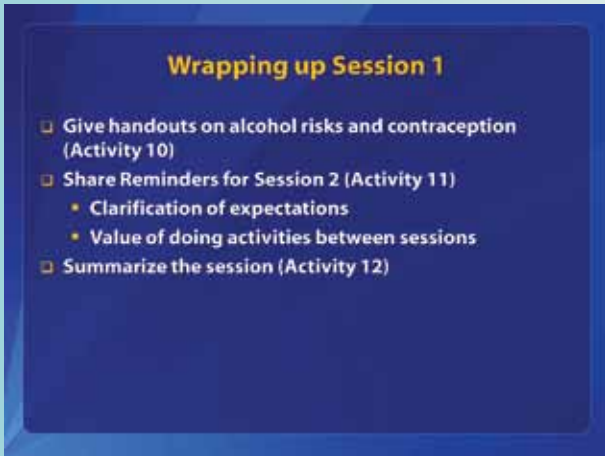 Wrapping up Session 1
Give handouts on alcohol risks and contraception
(Activity 10)
Share Reminders for Session 2 (Activity 11)
Clarification of expectations
Value of doing activities between sessions
Summarize the session (Activity 12)